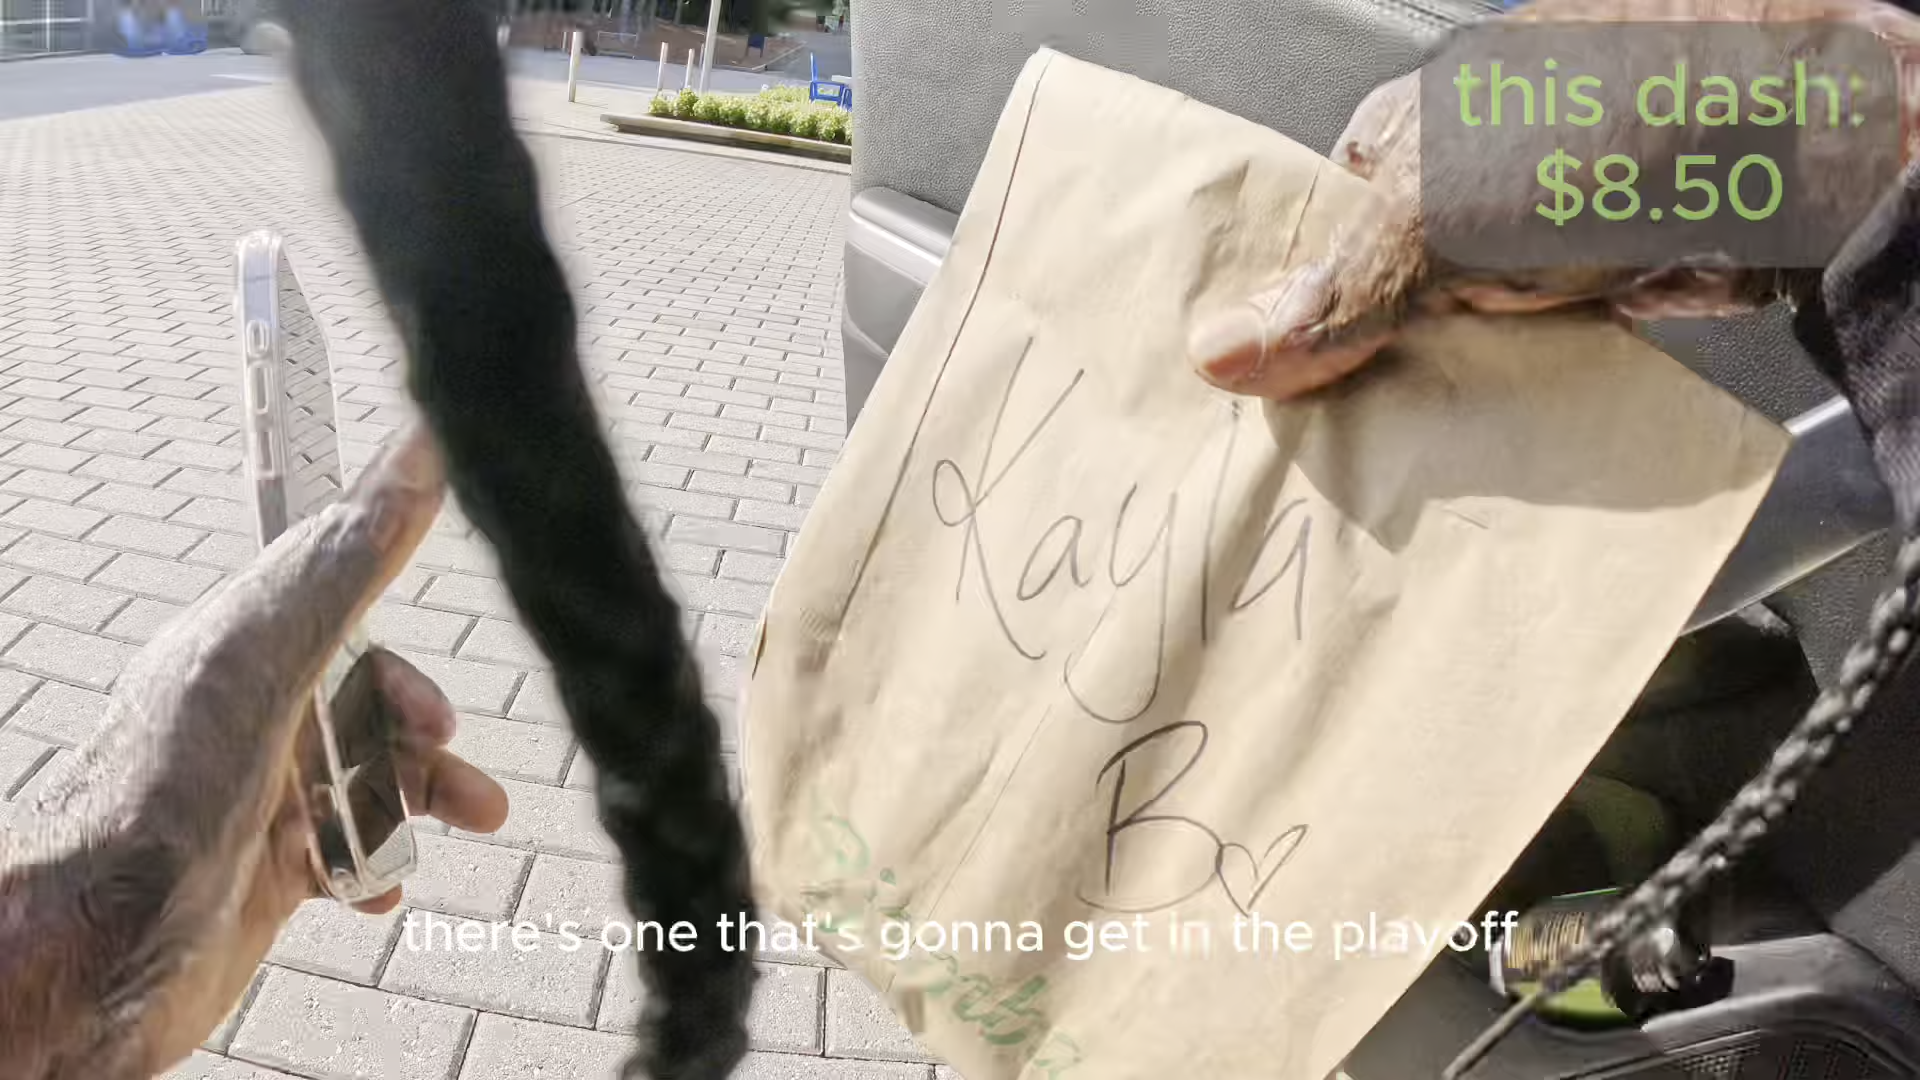 this dash:
$8.50
Kayla
B♡
there's one that's gonna get in the playoff